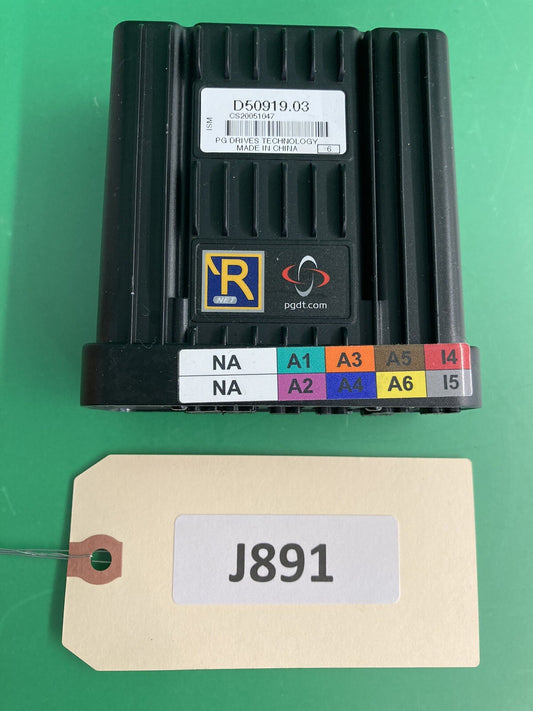 ISM
D50919.03
CS20051047
PG DRIVES TECHNOLOGY
MADE IN CHINA 6
R
NET
pgdt.com
NA A1 A3 A5 I4
NA A2 A4 A6 I5
J891